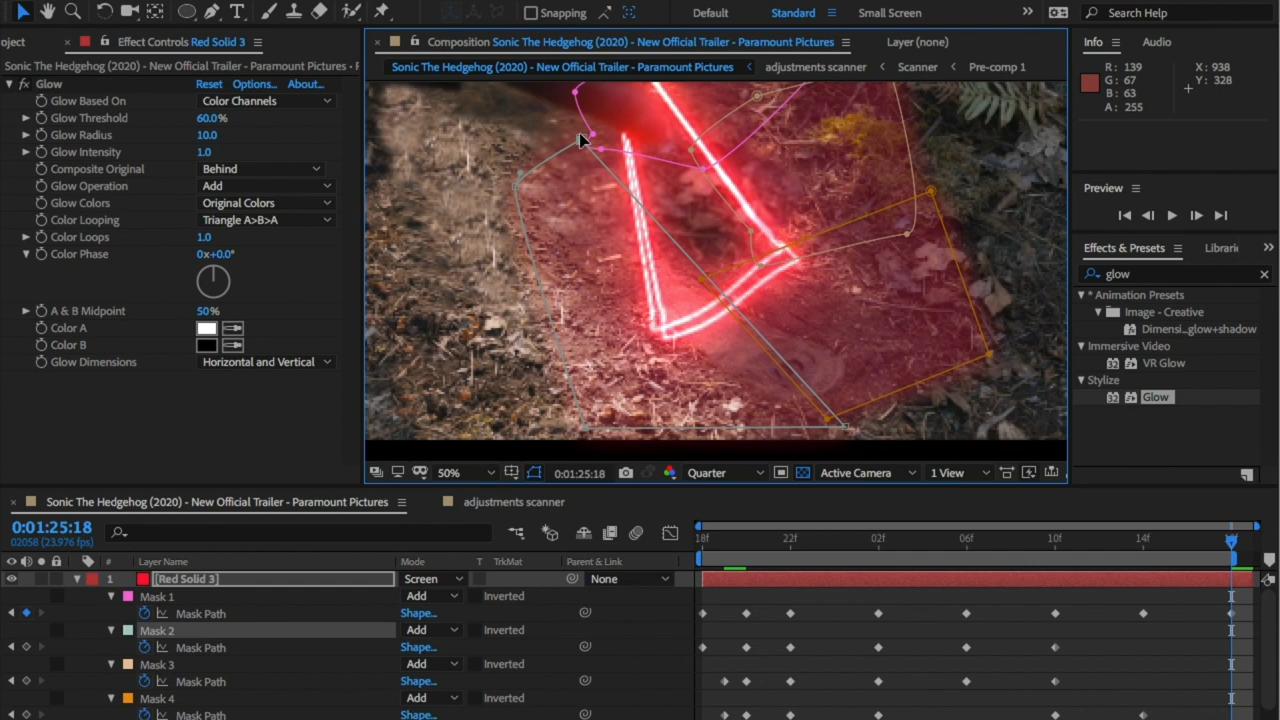 Snapping
Default
Standard
Small Screen
Search Help
oject
Effect Controls Red Solid 3
Composition Sonic The Hedgehog (2020) - New Official Trailer - Paramount Pictures
Layer (none)
Info
Audio
Sonic The Hedgehog (2020) - New Official Trailer - Paramount Pictures - F
Sonic The Hedgehog (2020) - New Official Trailer - Paramount Pictures
adjustments scanner
Scanner
Pre-comp 1
R: 139
G: 67
B: 63
A: 255
X: 938
Y: 328
fx Glow
Reset
Options...
About...
Glow Based On
Color Channels
Glow Threshold
60.0%
Glow Radius
10.0
Glow Intensity
1.0
Composite Original
Behind
Glow Operation
Add
Glow Colors
Original Colors
Color Looping
Triangle A>B>A
Color Loops
1.0
Color Phase
0x+0.0°
A & B Midpoint
50%
Color A
Color B
Glow Dimensions
Horizontal and Vertical
Preview
Effects & Presets
Librari
glow
* Animation Presets
Image - Creative
Dimensi...glow+shadow
Immersive Video
VR Glow
Stylize
Glow
50%
0:01:25:18
Quarter
Active Camera
1 View
Sonic The Hedgehog (2020) - New Official Trailer - Paramount Pictures
adjustments scanner
0:01:25:18
02058 (23.976 fps)
# Layer Name
Mode
T TrkMat
Parent & Link
18f
22f
02f
06f
10f
14f
1 [Red Solid 3]
Screen
None
Mask 1
Add
Inverted
Mask Path
Shape...
Mask 2
Add
Inverted
Mask Path
Shape...
Mask 3
Add
Inverted
Mask Path
Shape...
Mask 4
Add
Inverted
Mask Path
Shape...